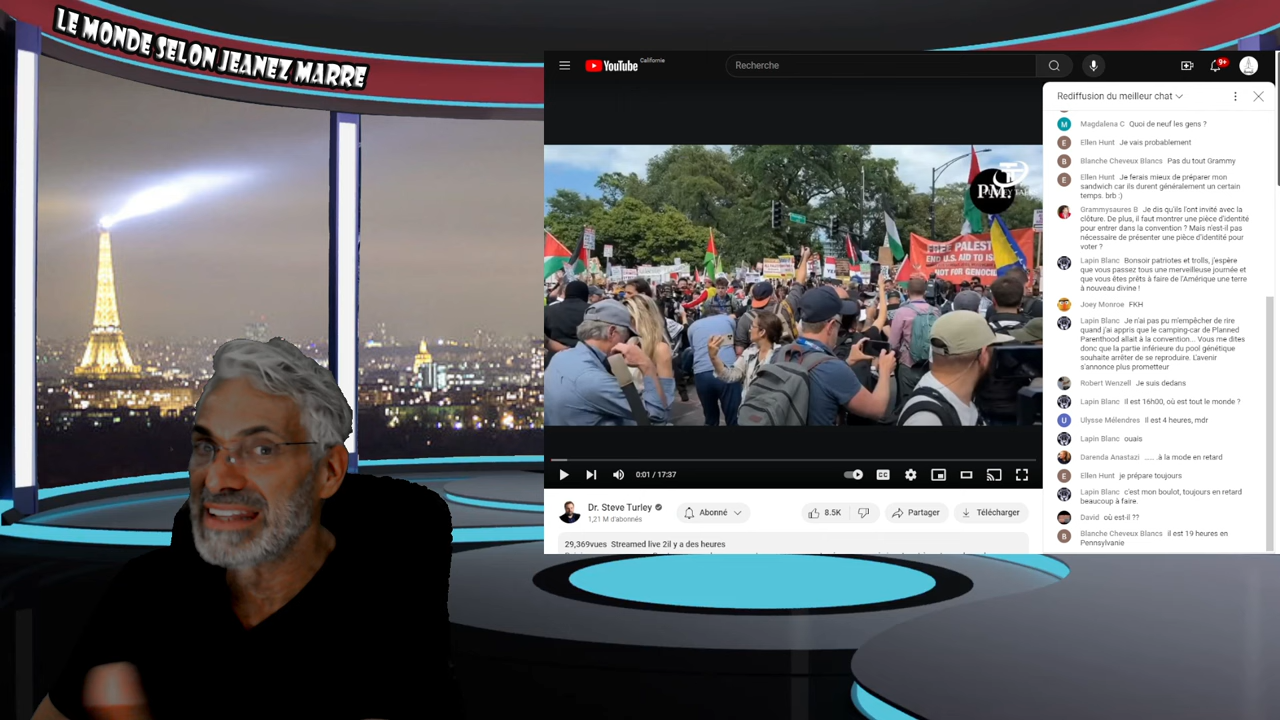 LE MONDE SELON JEANEZ MARRE
YouTube
Californie
Recherche
9+
Rediffusion du meilleur chat
Magdalena C Quoi de neuf les gens ?
Ellen Hunt Je vais probablement
Blanche Cheveux Blancs Pas du tout Grammy
Ellen Hunt Je ferais mieux de préparer mon
sandwich car ils durent généralement un certain
temps. brb :)
Grammysaures B Je dis qu'ils l'ont invité avec la
clôture. De plus, il faut montrer une pièce d'identité
pour entrer dans la convention ? Mais n'est-il pas
nécessaire de présenter une pièce d'identité pour
voter ?
Lapin Blanc Bonsoir patriotes et trolls, j'espère
que vous passez tous une merveilleuse journée et
que vous êtes prêts à faire de l'Amérique une terre
à nouveau divine !
Joey Monroe FKH
Lapin Blanc Je n'ai pas pu m'empêcher de rire
quand j'ai appris que le camping-car de Planned
Parenthood allait à la convention... Vous me dites
donc que la partie inférieure du pool génétique
souhaite arrêter de se reproduire. L'avenir
s'annonce plus prometteur
Robert Wenzell Je suis dedans
Lapin Blanc Il est 16h00, où est tout le monde ?
Ulysse Mélendres Il est 4 heures, mdr
Lapin Blanc ouais
Darenda Anastazi ........à la mode en retard
Ellen Hunt je prépare toujours
Lapin Blanc c'est mon boulot, toujours en retard
beaucoup à faire.
David où est-il ??
Blanche Cheveux Blancs il est 19 heures en
Pennsylvanie
P.M.
FREE PALESTI
END U.S. AID TO IS
NOT FOR GENOCID
0:01 / 17:37
Dr. Steve Turley
1,21 M d'abonnés
Abonné
8.5K
Partager
Télécharger
29,369vues Streamed live 2il y a des heures